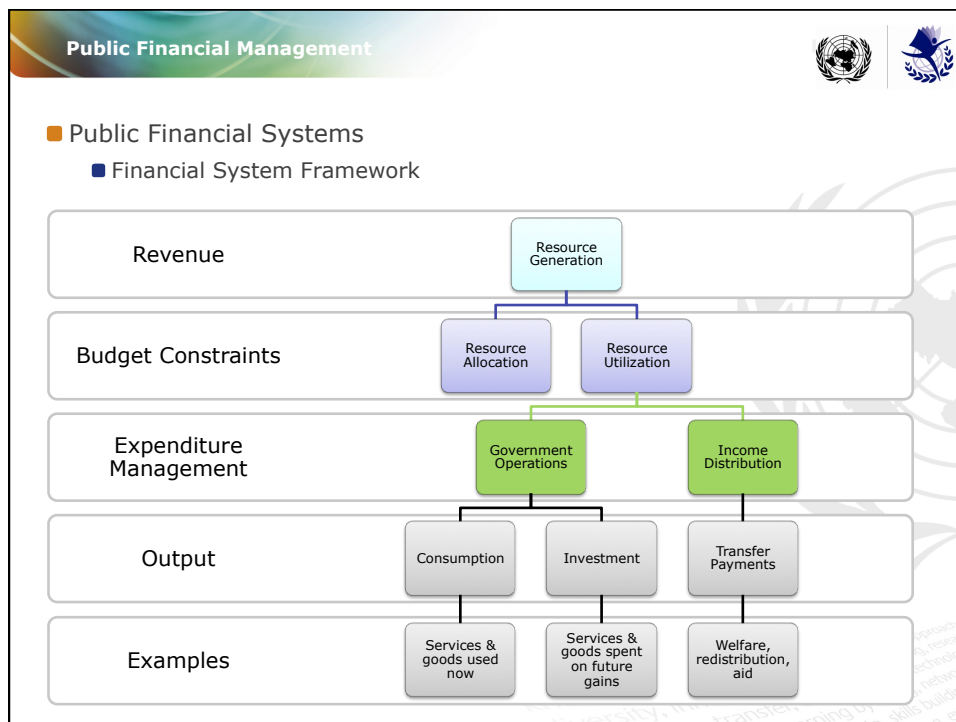 Public Financial Management
Public Financial Systems
Financial System Framework
Revenue
Resource
Generation
Budget Constraints
Resource
Allocation
Resource
Utilization
Expenditure
Management
Government
Operations
Income
Distribution
Output
Consumption
Investment
Transfer
Payments
Examples
Services &
goods used
now
Services &
goods spent
on future
gains
Welfare,
redistribution,
aid